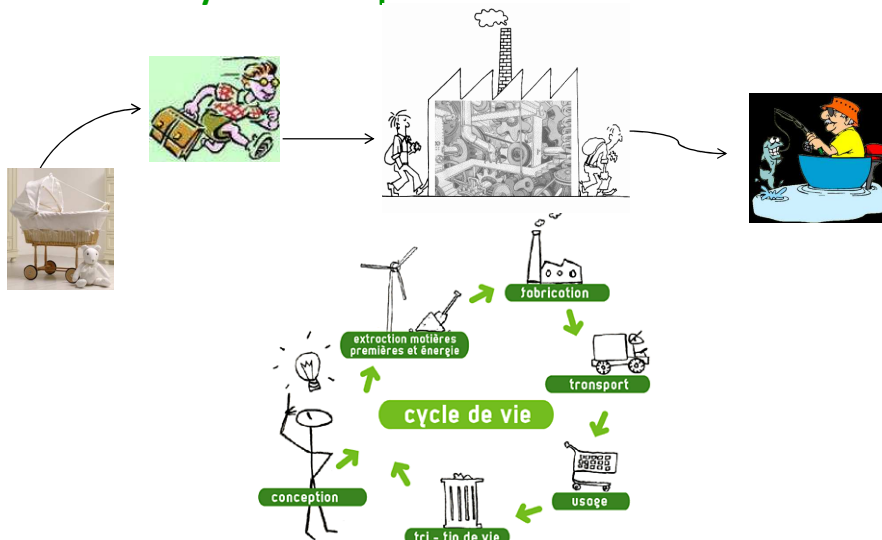 fabrication
extraction matières
premières et énergie
transport
cycle de vie
usage
conception
tri - fin de vie